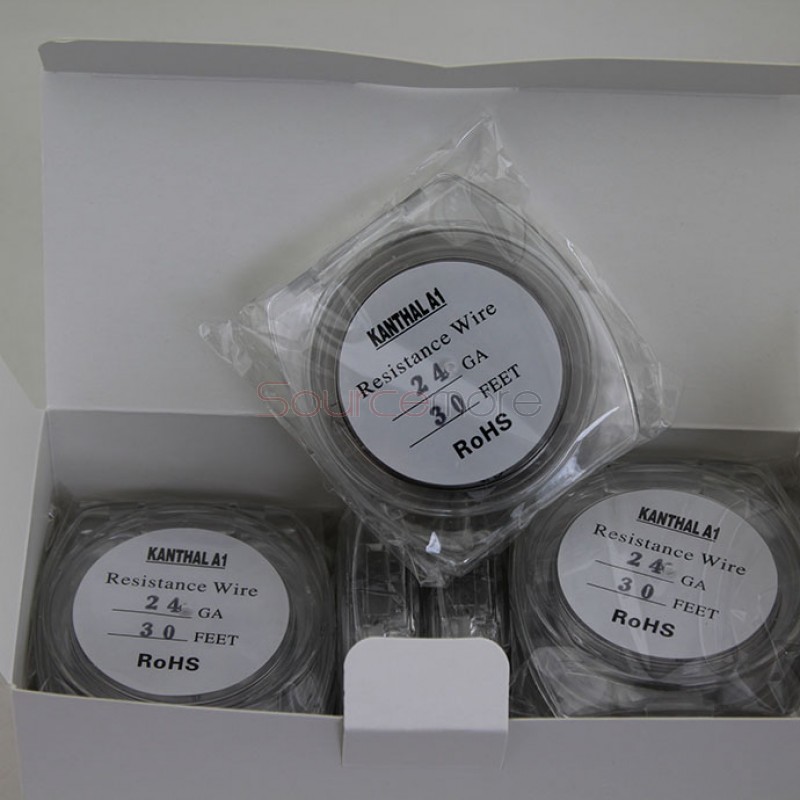 KANTHAL A1
Resistance Wire
24 GA
30 FEET
RoHS
Sourcemore
KANTHAL A1
Resistance Wire
24 GA
30 FEET
RoHS
KANTHAL A1
Resistance Wire
24 GA
30 FEET
RoHS